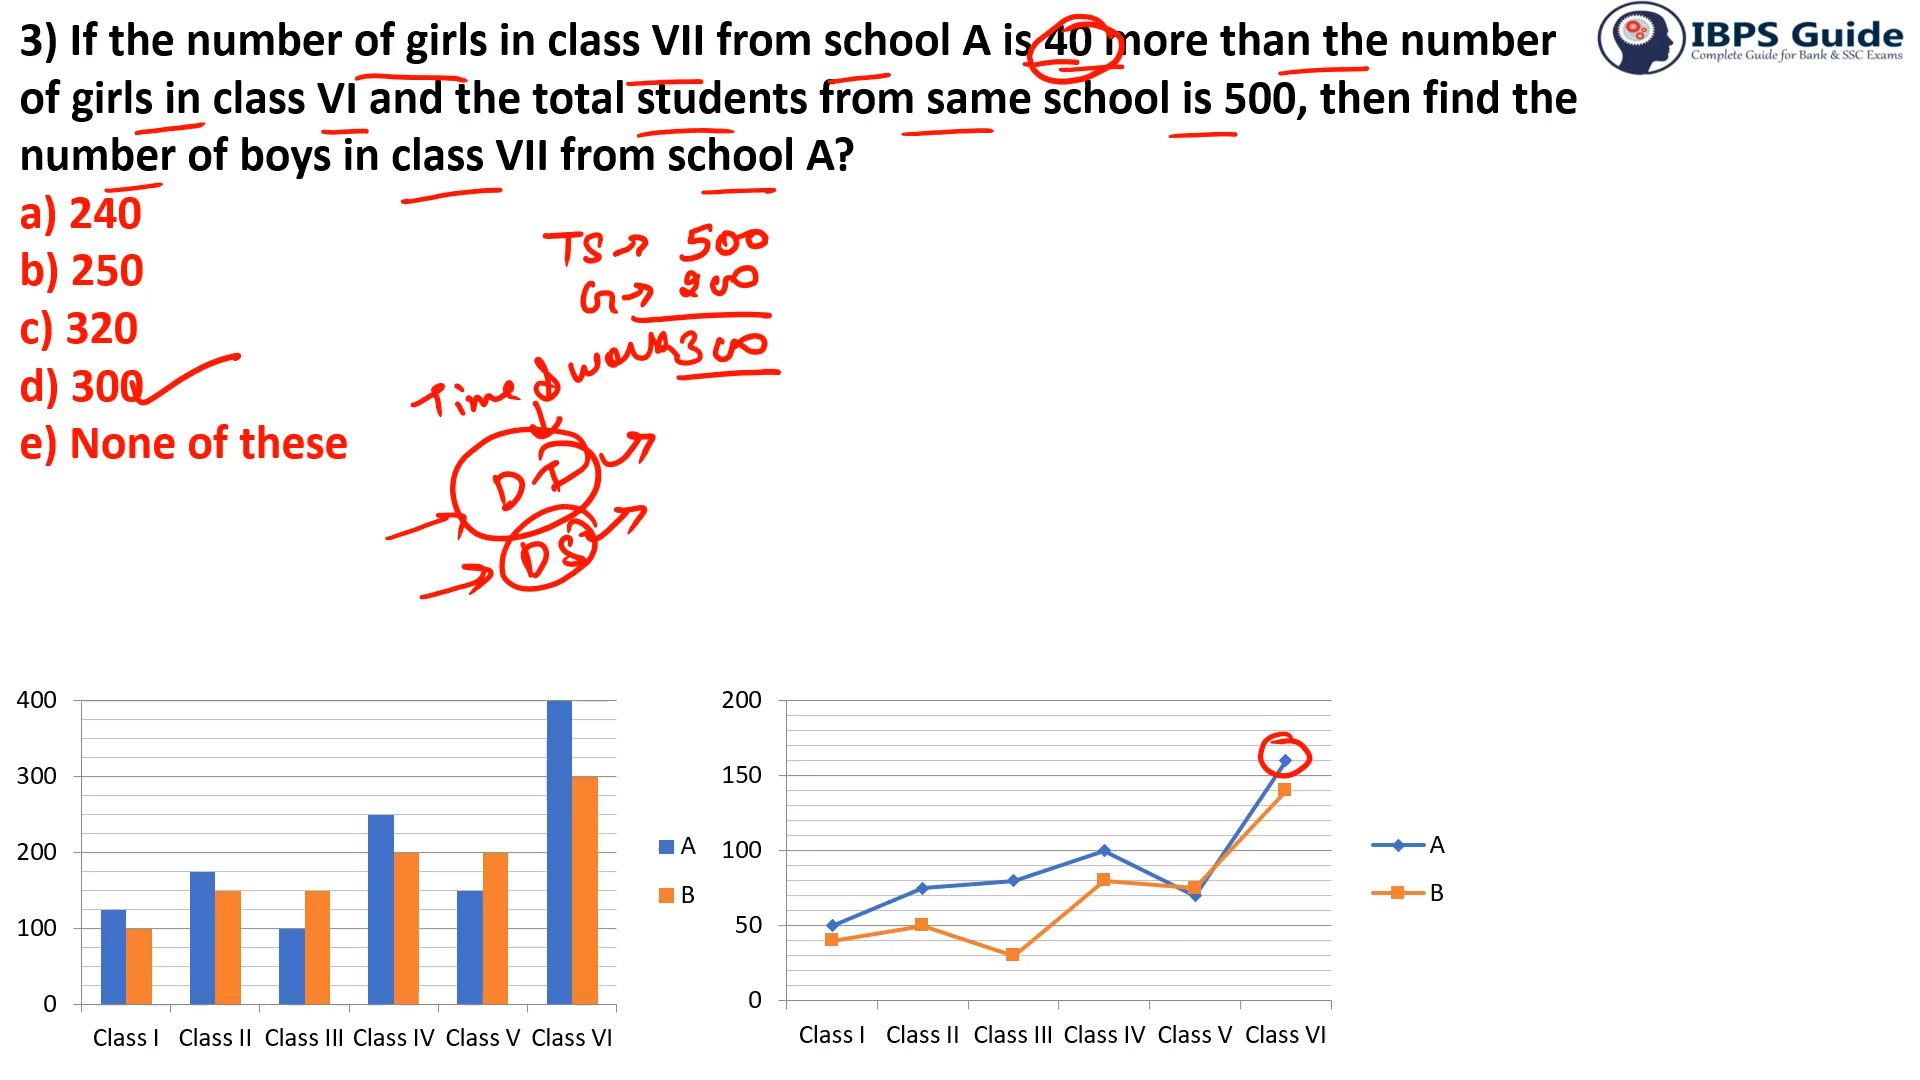 3) If the number of girls in class VII from school A is 40 more than the number
of girls in class VI and the total students from same school is 500, then find the
number of boys in class VII from school A?
IBPS Guide
Complete Guide for Bank & SSC Exams
a) 240
b) 250
c) 320
d) 300
e) None of these
TS → 500
G → 200
300
Time & work
DI
DS
400
300
200
100
0
Class I Class II Class III Class IV Class V Class VI
A
B
200
150
100
50
0
Class I Class II Class III Class IV Class V Class VI
A
B